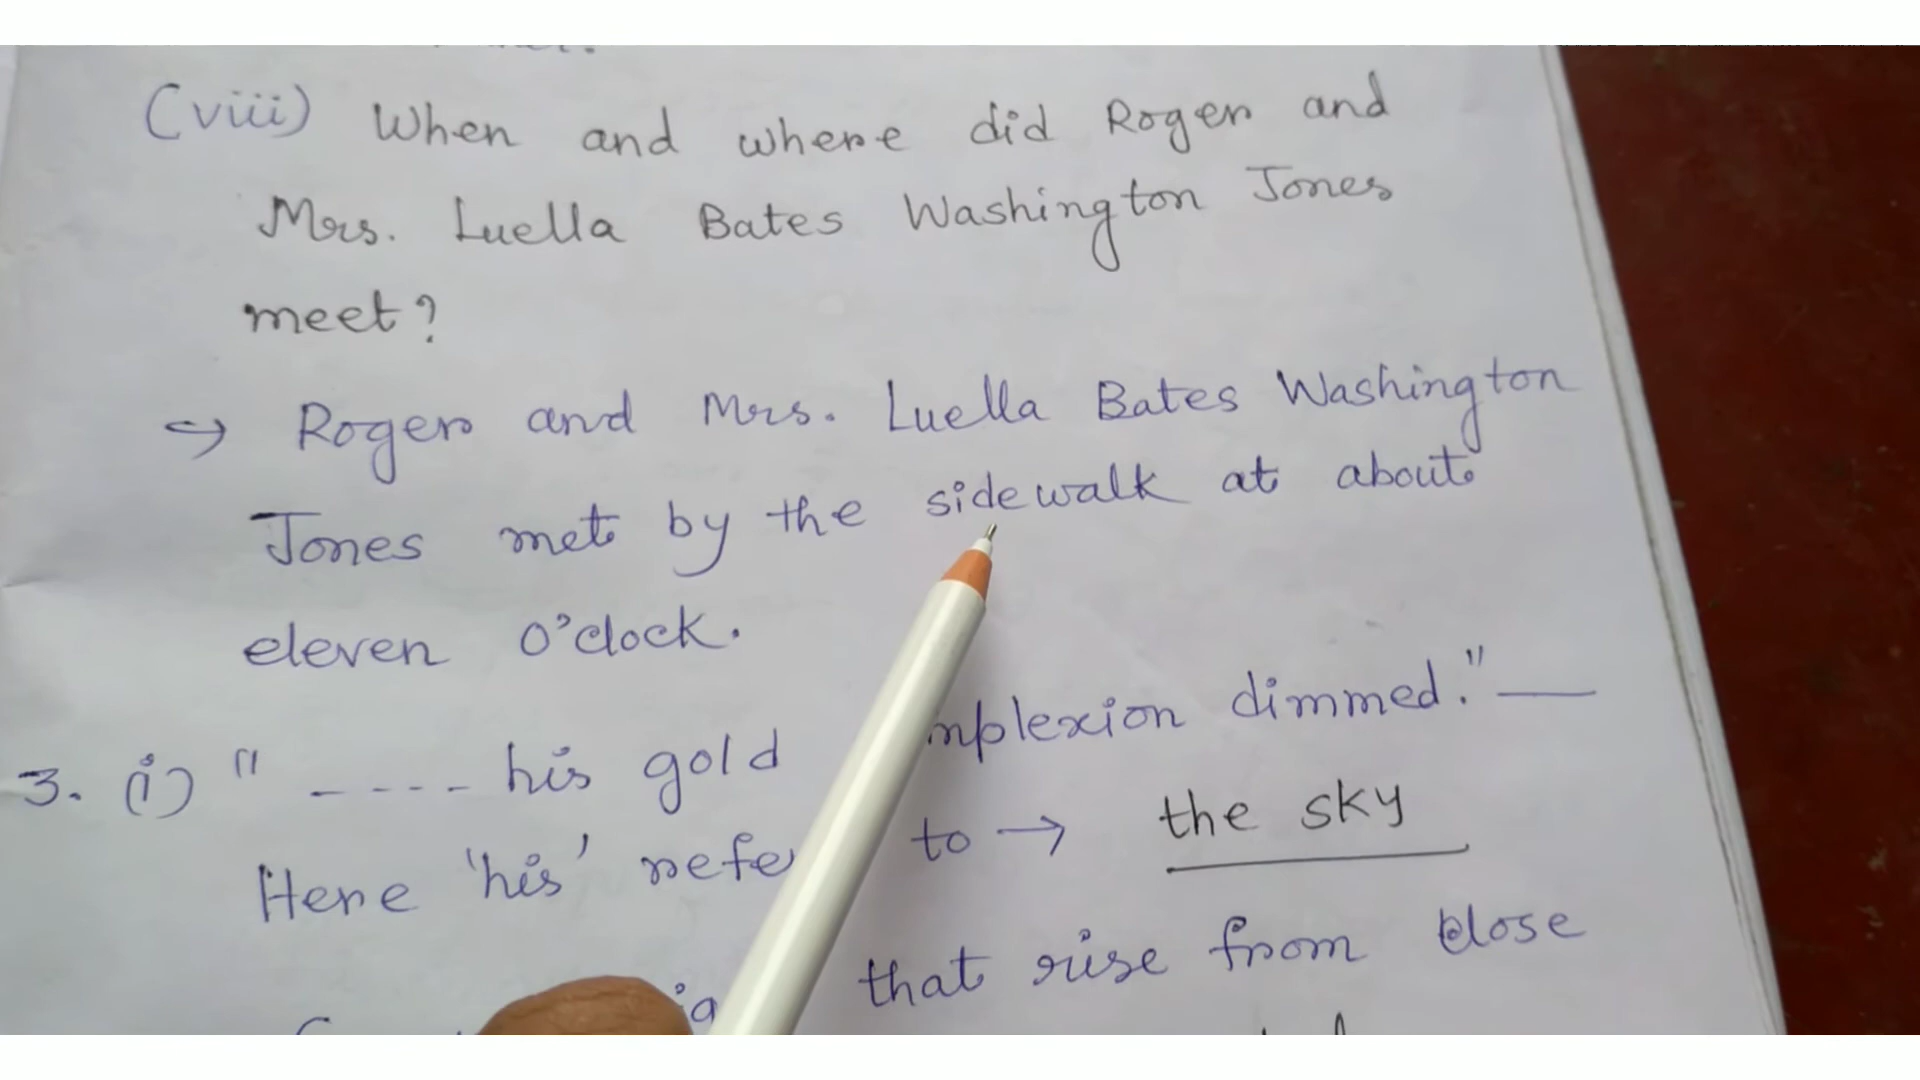 (viii) When and where did Roger and
Mrs. Luella Bates Washington Jones
meet?
→ Roger and Mrs. Luella Bates Washington
Jones met by the sidewalk at about
eleven O'clock.
3. (i) "----- his gold dimmed."—
Here 'his' to → the sky
that rise from close